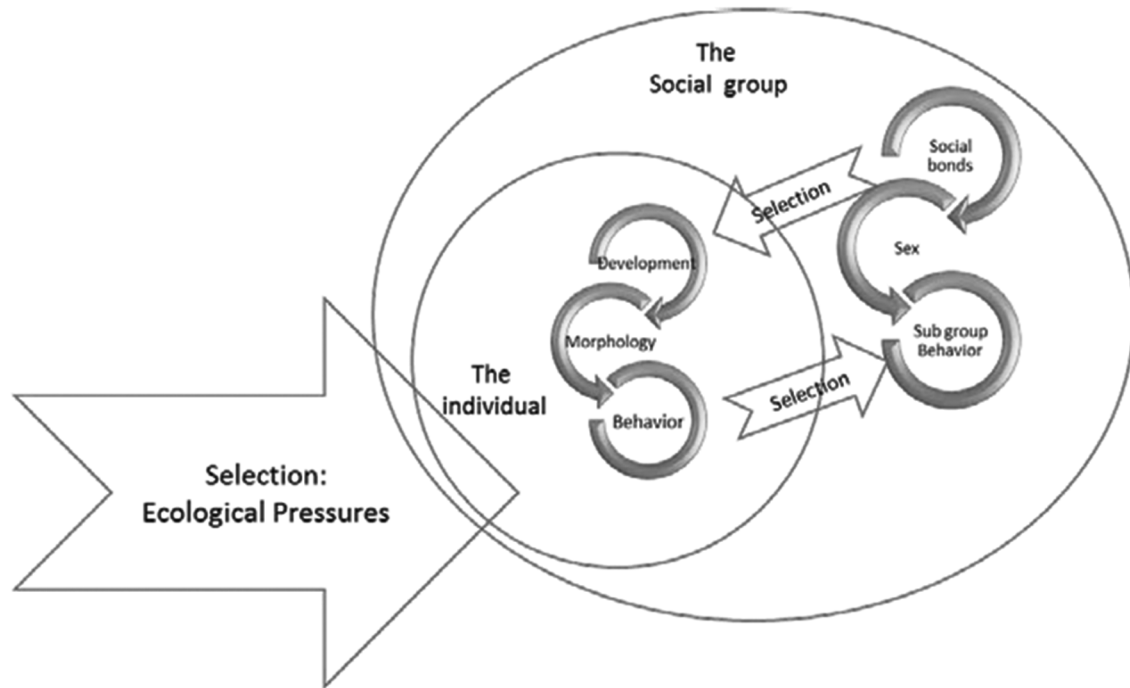 The
Social group
Social
bonds
Selection
Development
Sex
Morphology
Sub group
Behavior
The
individual
Selection
Behavior
Selection:
Ecological Pressures